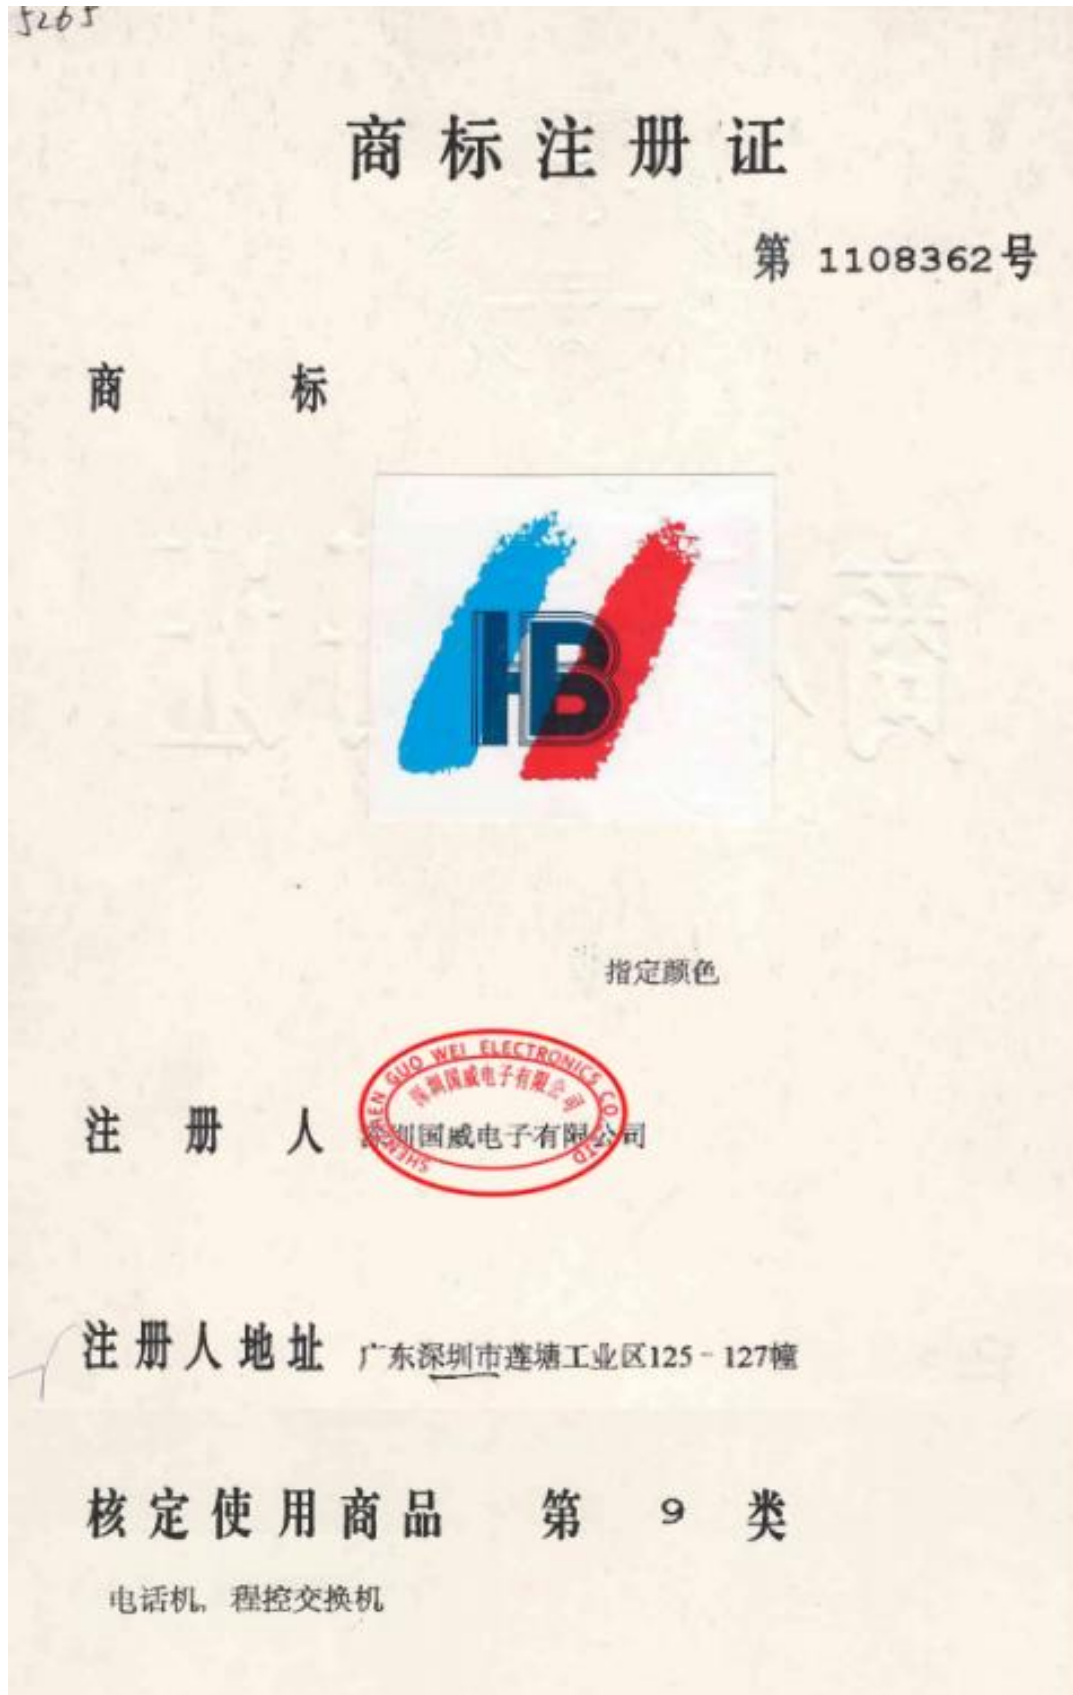 5265
商标注册证
第 1108362号
商 标
HB
指定颜色
SHENZHEN GUO WEI ELECTRONICS CO. LTD
深圳国威电子有限公司
注 册 人 深圳国威电子有限公司
注册人地址 广东深圳市莲塘工业区125-127幢
核定使用商品 第 9 类
电话机, 程控交换机